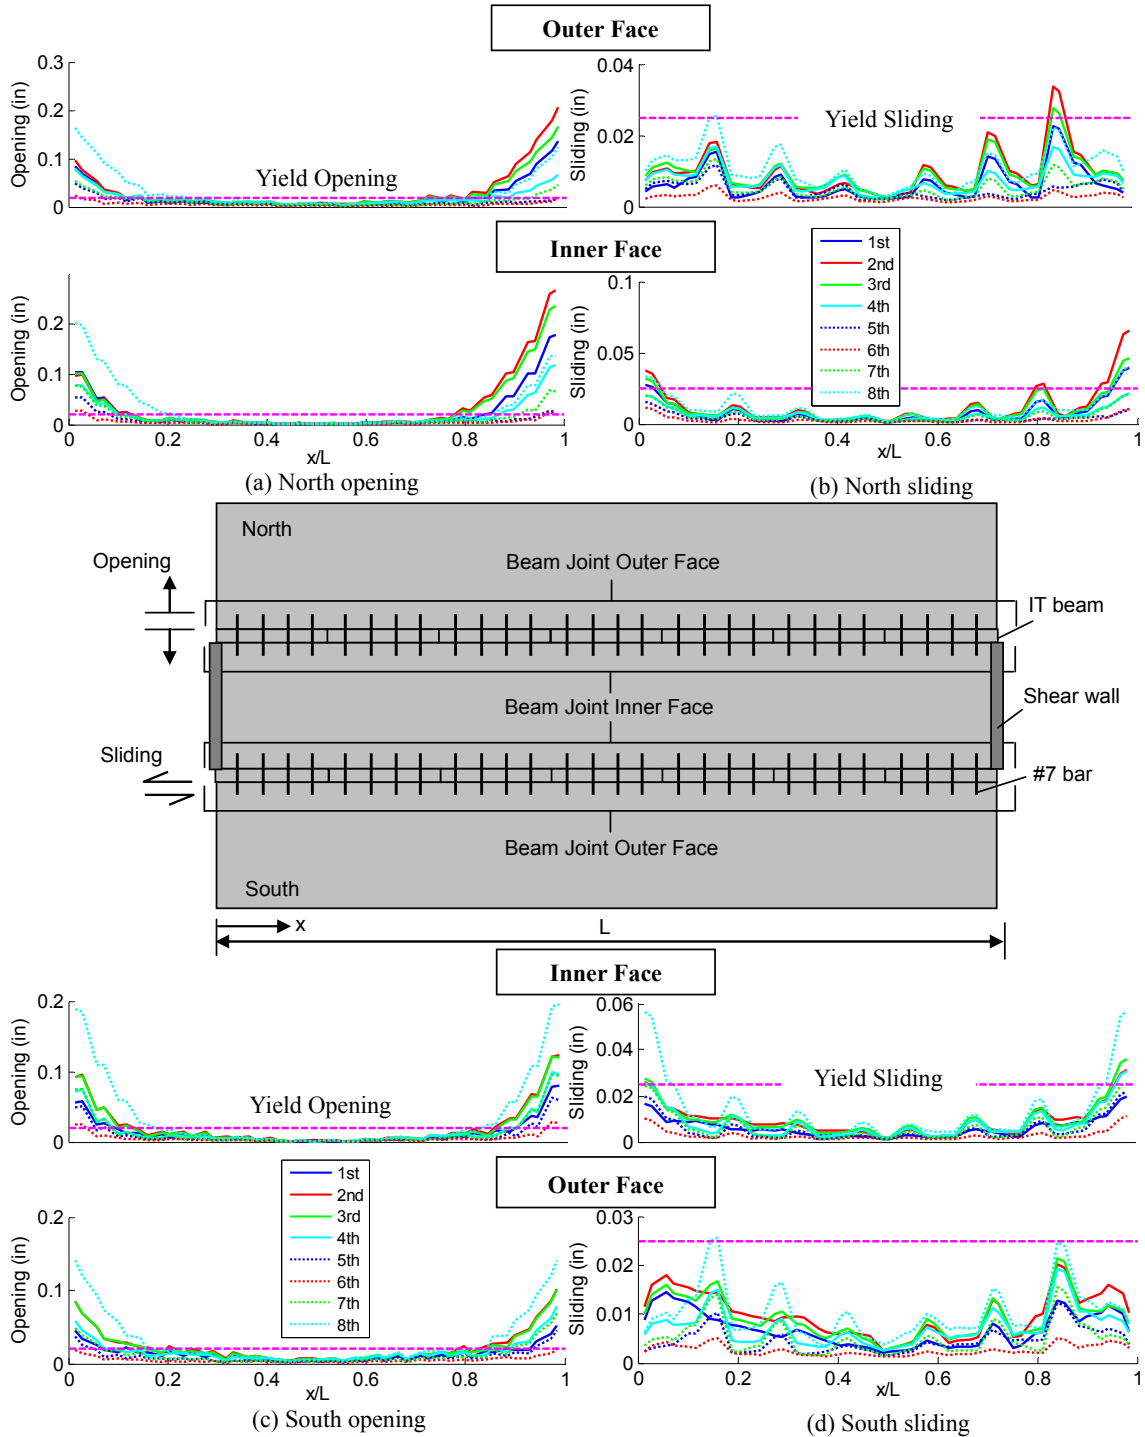 Outer Face
Opening (in)
0.3
0.2
0.1
0
Yield Opening
Sliding (in)
0.04
0.02
0
Yield Sliding
Inner Face
Opening (in)
0.2
0.1
0
0 0.2 0.4 0.6 0.8 1
x/L
(a) North opening
Sliding (in)
0.1
0.05
0
1st
2nd
3rd
4th
5th
6th
7th
8th
0 0.2 0.4 0.6 0.8 1
x/L
(b) North sliding
North
Opening
Beam Joint Outer Face
IT beam
Beam Joint Inner Face
Shear wall
Sliding
#7 bar
Beam Joint Outer Face
South
x
L
Inner Face
Opening (in)
0.2
0.1
0
Yield Opening
Sliding (in)
0.06
0.04
0.02
0
Yield Sliding
Outer Face
1st
2nd
3rd
4th
5th
6th
7th
8th
Opening (in)
0.2
0.1
0
0 0.2 0.4 0.6 0.8 1
x/L
(c) South opening
Sliding (in)
0.03
0.02
0.01
0
0 0.2 0.4 0.6 0.8 1
x/L
(d) South sliding